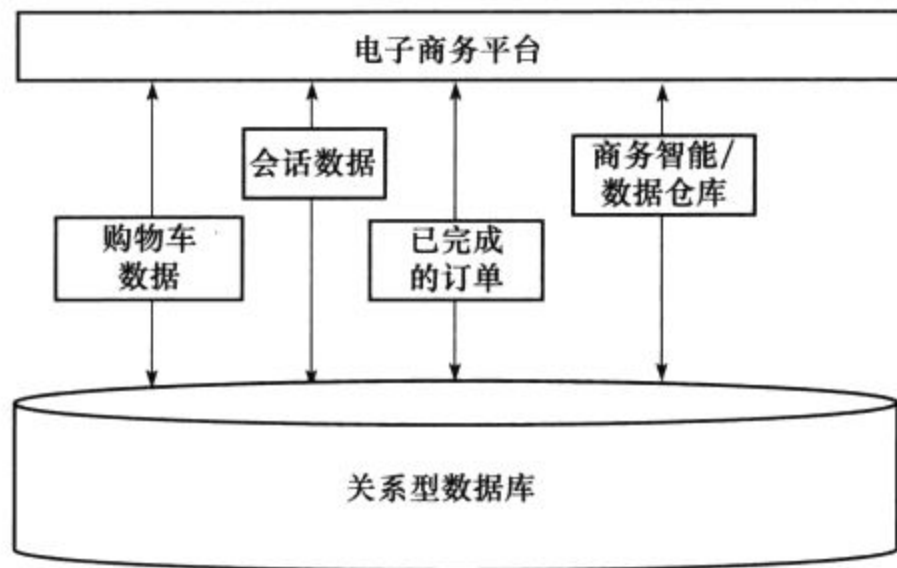 电子商务平台
会话数据
商务智能/
数据仓库
购物车
数据
已完成
的订单
关系型数据库